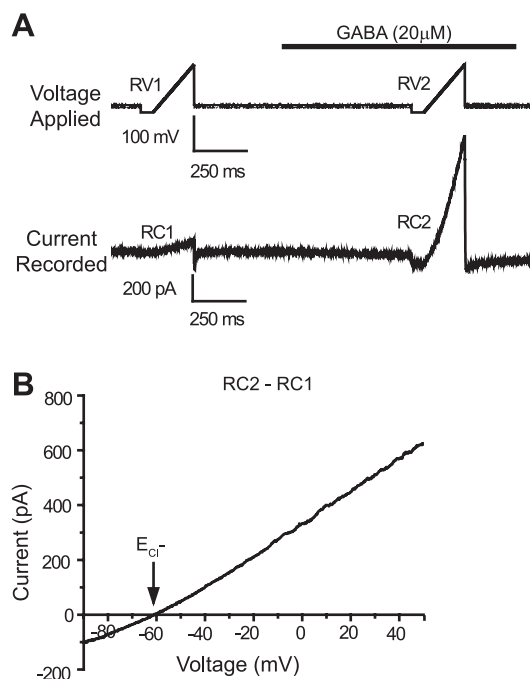 A
GABA (20μM)
RV1
RV2
Voltage
Applied
100 mV
250 ms
RC1
RC2
Current
Recorded
200 pA
250 ms
B
RC2 - RC1
800
600
400
200
0
-200
Current (pA)
ECl-
-80 -60 -40 -20 0 20 40
Voltage (mV)